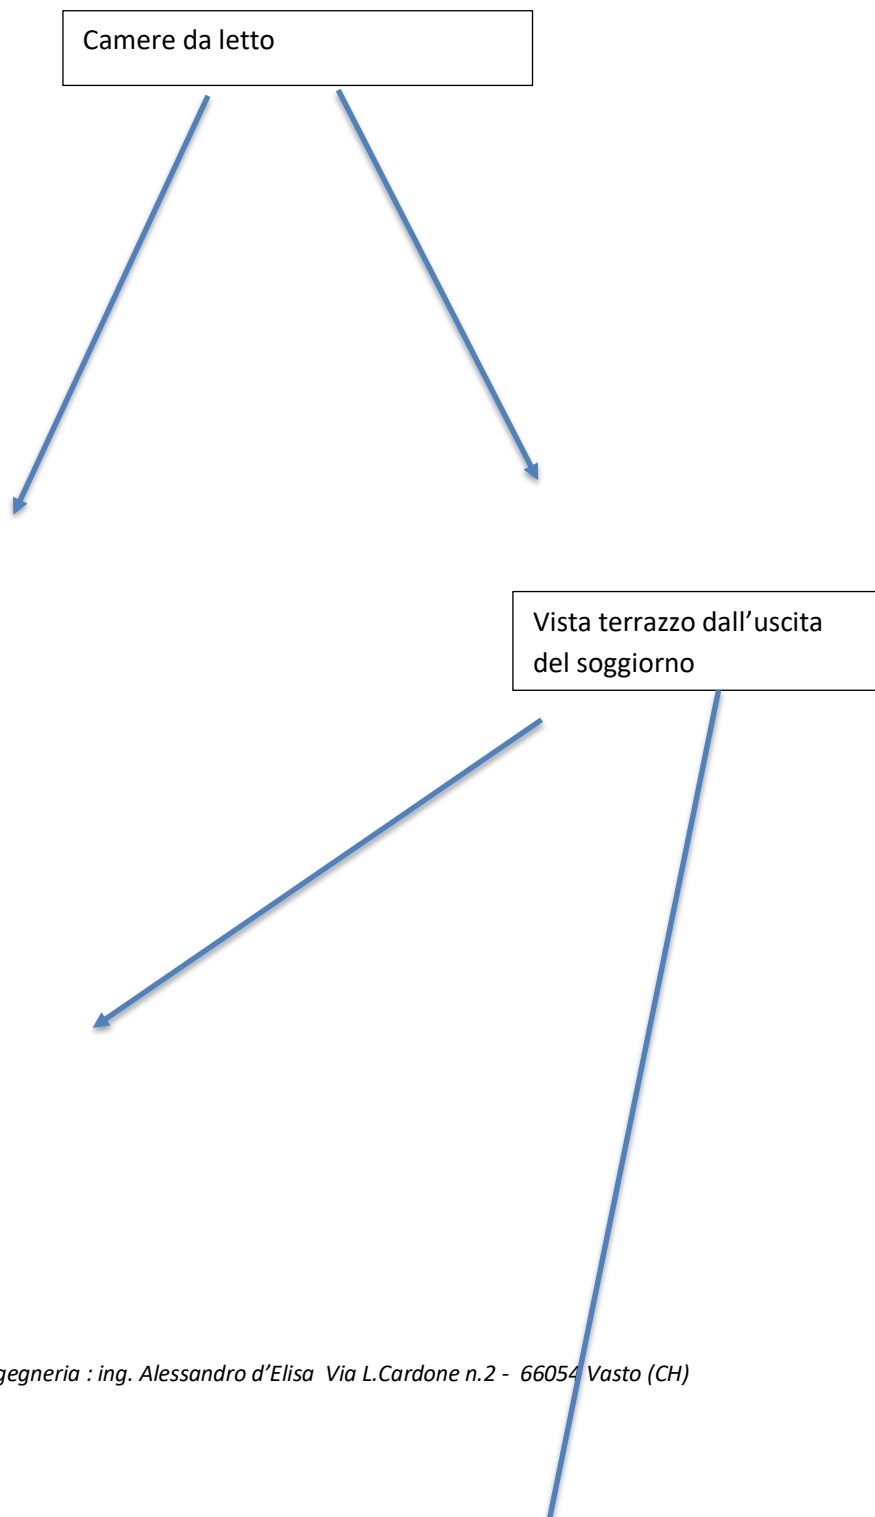 Camere da letto
Vista terrazzo dall’uscita
del soggiorno
gegneria : ing. Alessandro d’Elisa  Via L.Cardone n.2 -  66054 Vasto (CH)